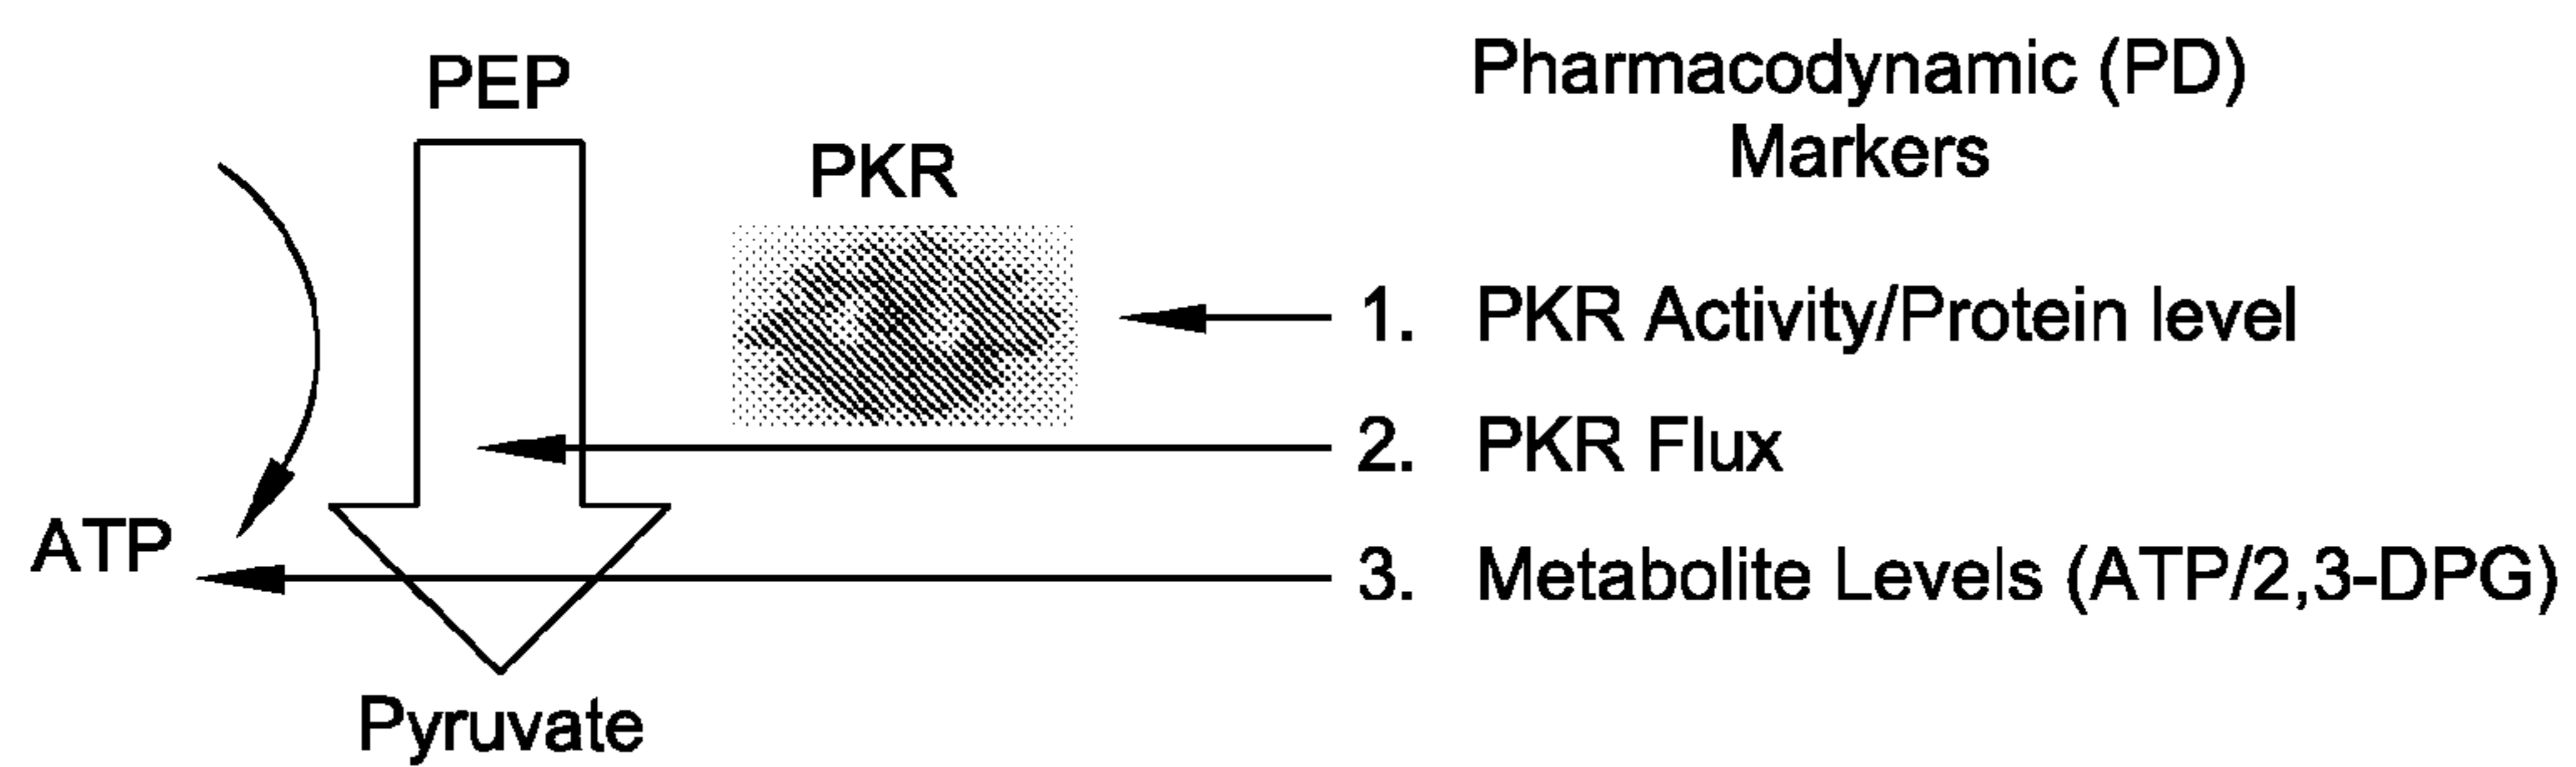 PEP
PKR
ATP
Pyruvate
Pharmacodynamic (PD)
Markers
1. PKR Activity/Protein level
2. PKR Flux
3. Metabolite Levels (ATP/2,3-DPG)